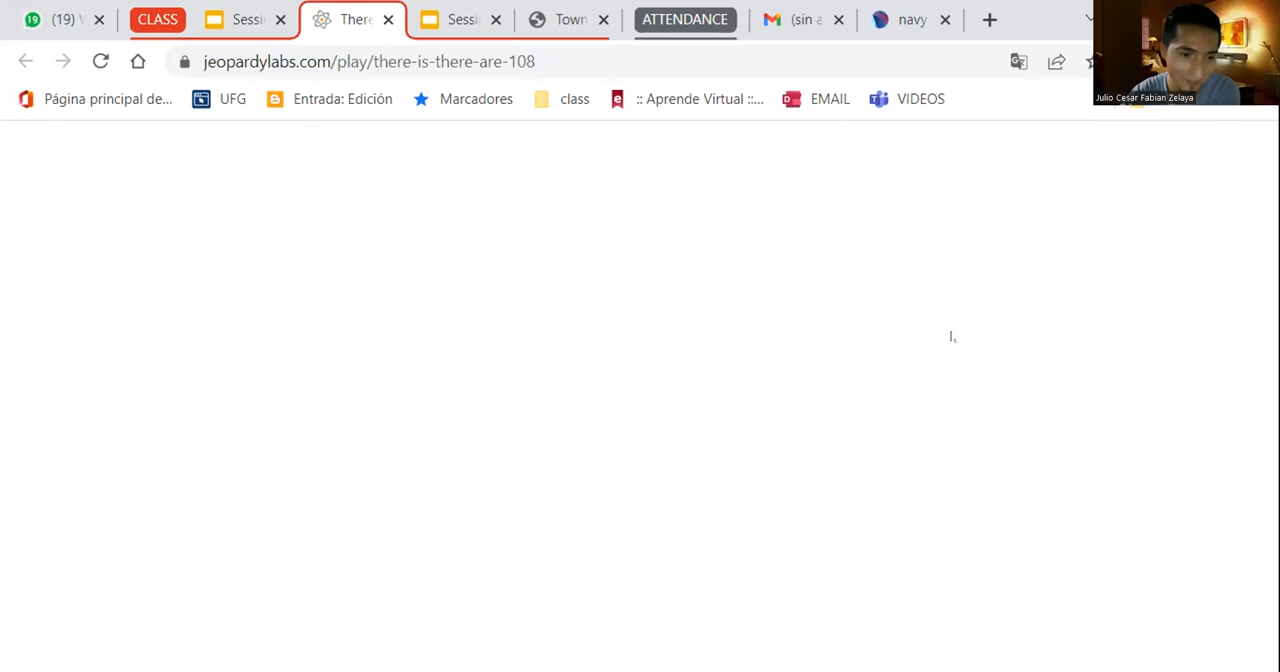 (19) V CLASS Sessi There Sessi Town ATTENDANCE (sin a navy
jeopardylabs.com/play/there-is-there-are-108
Página principal de... UFG Entrada: Edición Marcadores class :: Aprende Virtual ::... EMAIL VIDEOS
Julio Cesar Fabian Zelaya